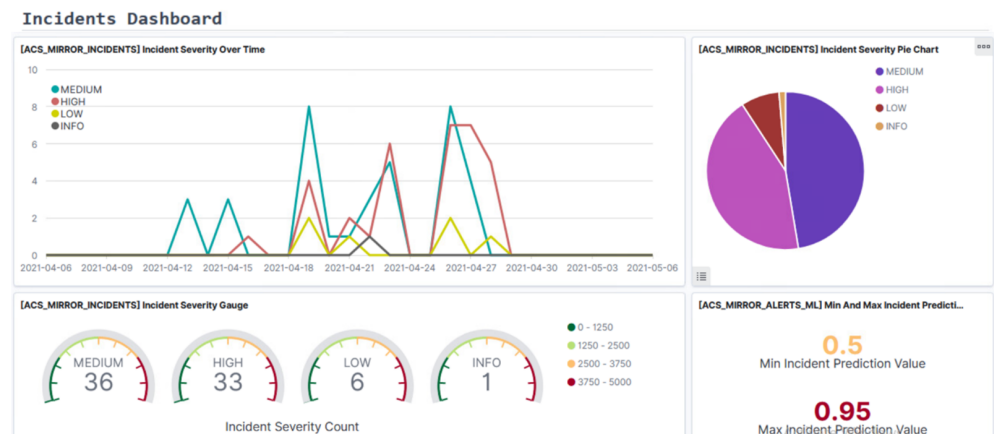 Incidents Dashboard
[ACS_MIRROR_INCIDENTS] Incident Severity Over Time
10
8
6
4
2
0
MEDIUM
HIGH
LOW
INFO
2021-04-06 2021-04-09 2021-04-12 2021-04-15 2021-04-18 2021-04-21 2021-04-24 2021-04-27 2021-04-30 2021-05-03 2021-05-06
[ACS_MIRROR_INCIDENTS] Incident Severity Pie Chart
MEDIUM
HIGH
LOW
INFO
[ACS_MIRROR_INCIDENTS] Incident Severity Gauge
MEDIUM
36
HIGH
33
LOW
6
INFO
1
0 - 1250
1250 - 2500
2500 - 3750
3750 - 5000
Incident Severity Count
[ACS_MIRROR_ALERTS_ML] Min And Max Incident Predicti...
0.5
Min Incident Prediction Value
0.95
Max Incident Prediction Value